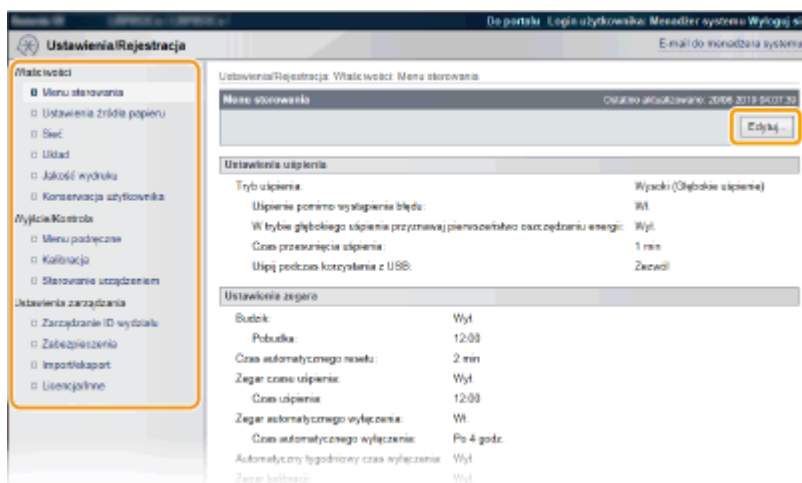 Do portalu Login użytkownika: Menedżer systemu Wyloguj si
Ustawienia/Rejestracja
E-mail do menedżera systemu
Właściwości
Menu sterowania
Ustawienia źródła papieru
Sieć
Układ
Jakość wydruku
Konserwacja użytkownika
Wyjście/Kontrola
Menu podręczne
Kalibracja
Sterowanie urządzeniem
Ustawienia zarządzania
Zarządzanie ID wydziału
Zabezpieczenia
Import/eksport
Licencja/Inne
Ustawienia/Rejestracja: Właściwości: Menu sterowania
Menu sterowania
Ostatnio aktualizowano: 2019 04:07:39
Edytuj...
Ustawienia uśpienia
Tryb uśpienia: Wysoki (Głębokie uśpienie)
Uśpienie pomimo wystąpienia błędu: Wł.
W trybie głębokiego uśpienia przyznawaj pierwszeństwo oszczędzaniu energii: Wył.
Czas przesunięcia uśpienia: 1 min
Uśpij podczas korzystania z USB: Zezwól
Ustawienia zegara
Budzik: Wył.
Pobudka: 12:00
Czas automatycznego resetu: 2 min
Zegar czasu uśpienia: Wył.
Czas uśpienia: 12:00
Zegar automatycznego wyłączenia: Wł.
Czas automatycznego wyłączenia: Po 4 godz.
Automatyczny tygodniowy czas wyłączenia: Wył.
Zegar kalibracji: Wył.